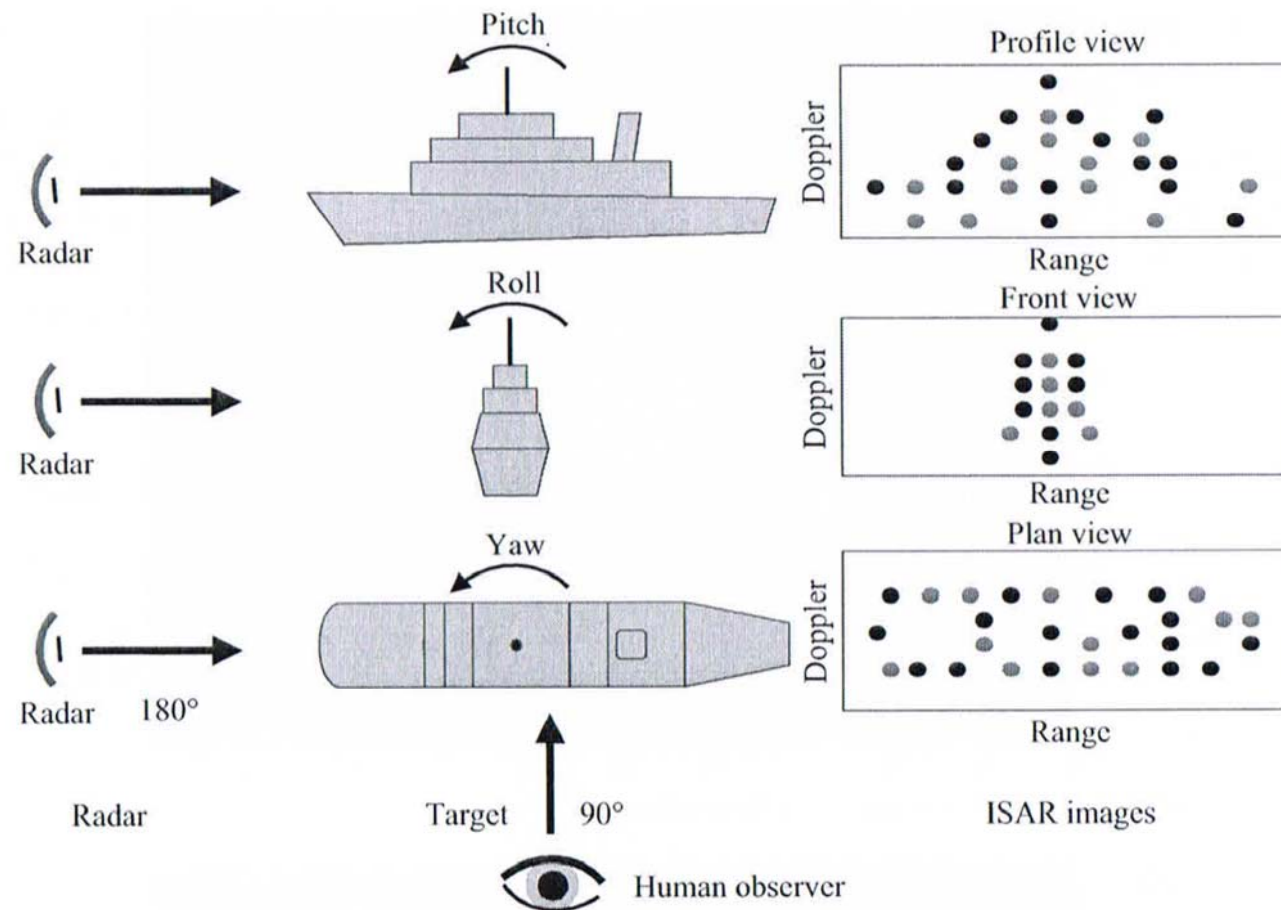 Pitch
Profile view
Doppler
Radar
Range
Roll
Front view
Doppler
Radar
Range
Yaw
Plan view
Doppler
Radar 180°
Range
Radar Target 90° ISAR images
Human observer